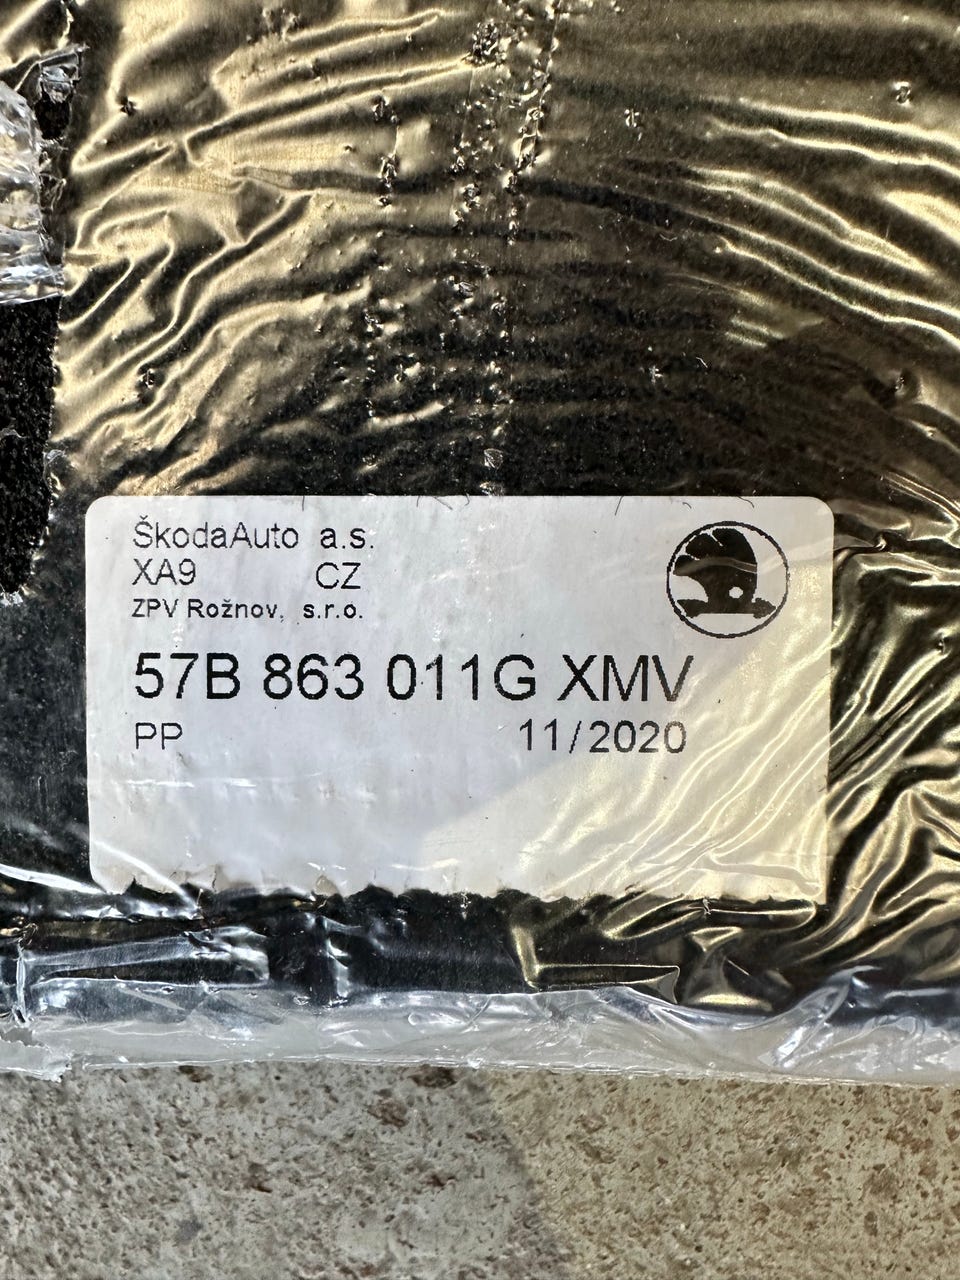 ŠkodaAuto a.s.
XA9 CZ
ZPV Rožnov, s.r.o.
57B 863 011G XMV
PP 11/2020